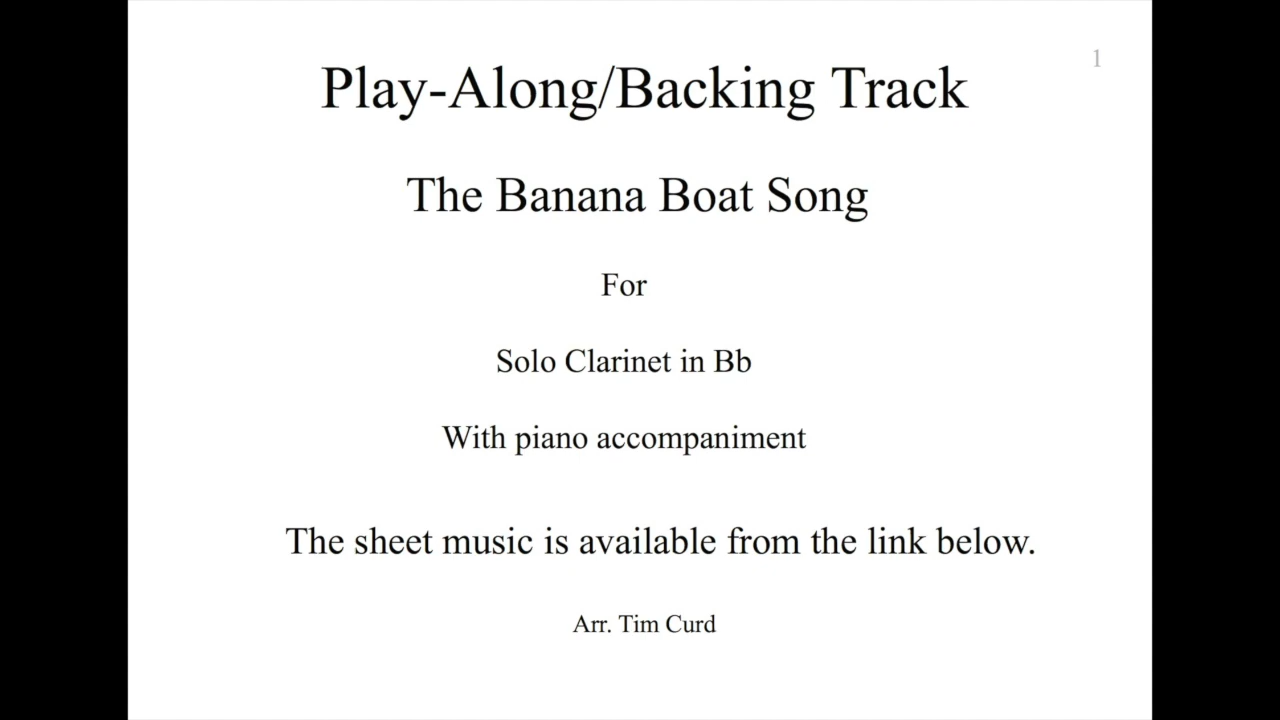 1
Play-Along/Backing Track
The Banana Boat Song
For
Solo Clarinet in Bb
With piano accompaniment
The sheet music is available from the link below.
Arr. Tim Curd